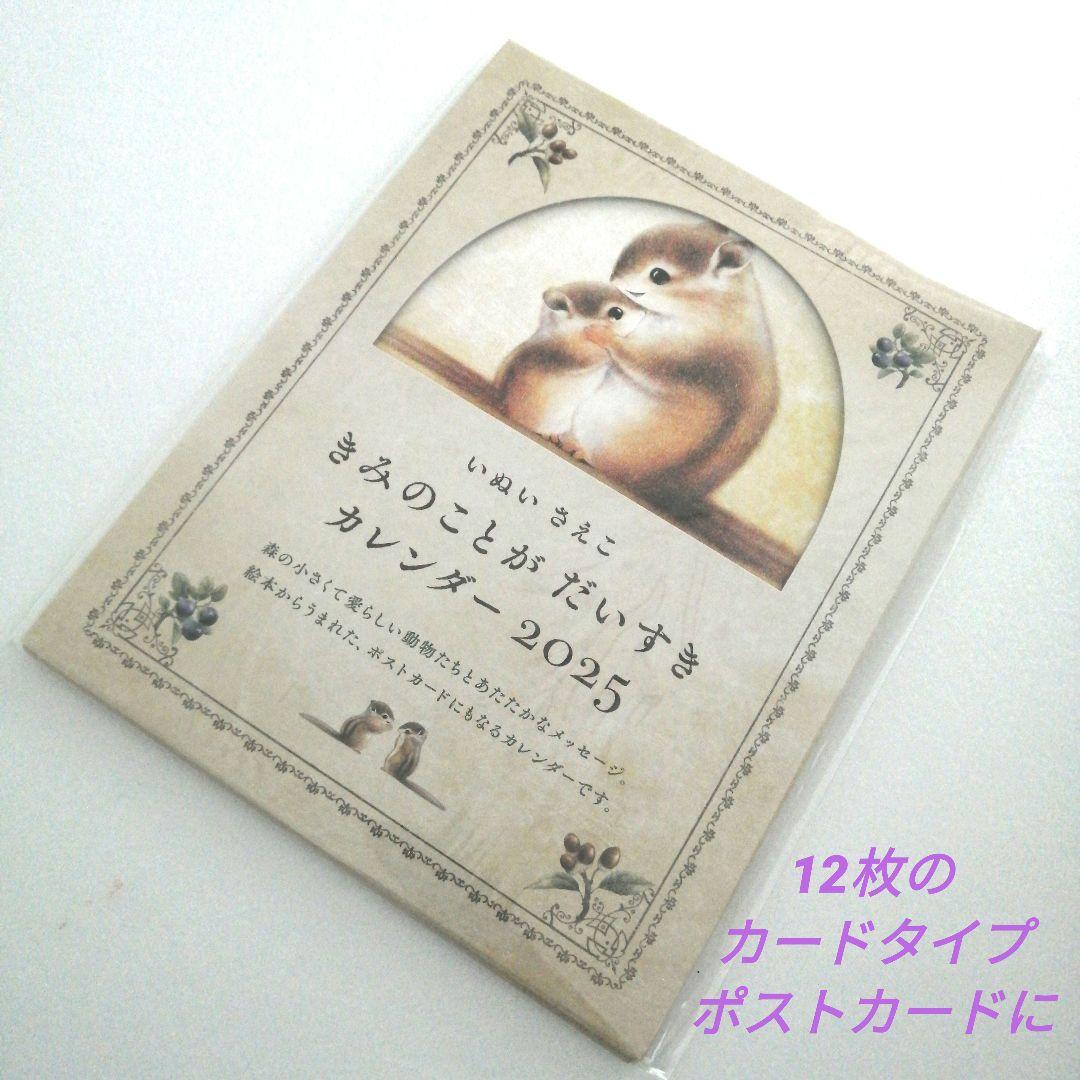 いぬい さえこ
きみのことが だいすき
カレンダー 2025
森の小さくて愛らしい動物たちとあたたかなメッセージ。
絵本からうまれた、ポストカードにもなるカレンダーです。
12枚の
カードタイプ
ポストカードに